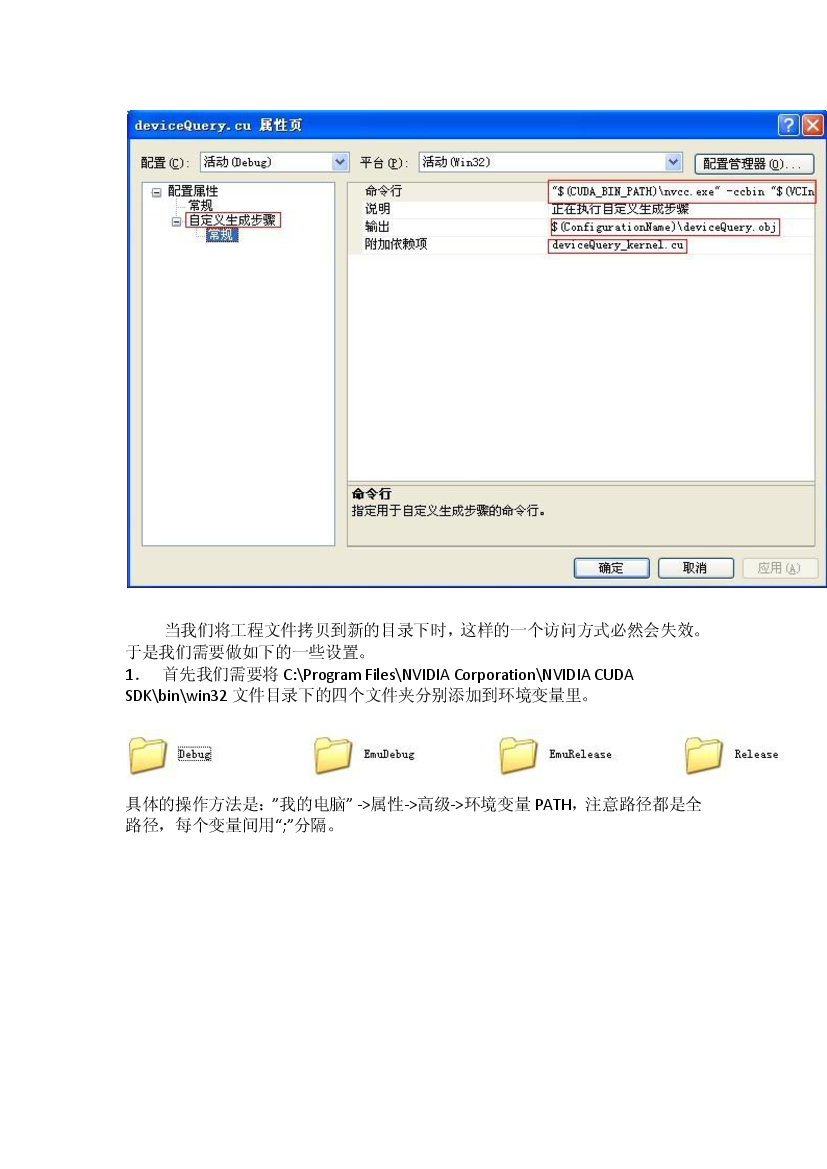 deviceQuery.cu 属性页
配置(C): 活动(Debug) 平台(P): 活动(Win32) 配置管理器(O)...
配置属性
常规
自定义生成步骤
常规
命令行 "$(CUDA_BIN_PATH)\nvcc.exe" -ccbin "$(VCIn
说明 正在执行自定义生成步骤
输出 $(ConfigurationName)\deviceQuery.obj
附加依赖项 deviceQuery_kernel.cu
命令行
指定用于自定义生成步骤的命令行。
确定 取消 应用(A)
当我们将工程文件拷贝到新的目录下时，这样的一个访问方式必然会失效。
于是我们需要做如下的一些设置。
1． 首先我们需要将 C:\Program Files\NVIDIA Corporation\NVIDIA CUDA
SDK\bin\win32 文件目录下的四个文件夹分别添加到环境变量里。
Debug EmuDebug EmuRelease Release
具体的操作方法是："我的电脑" ->属性->高级->环境变量 PATH，注意路径都是全
路径，每个变量间用“;”分隔。